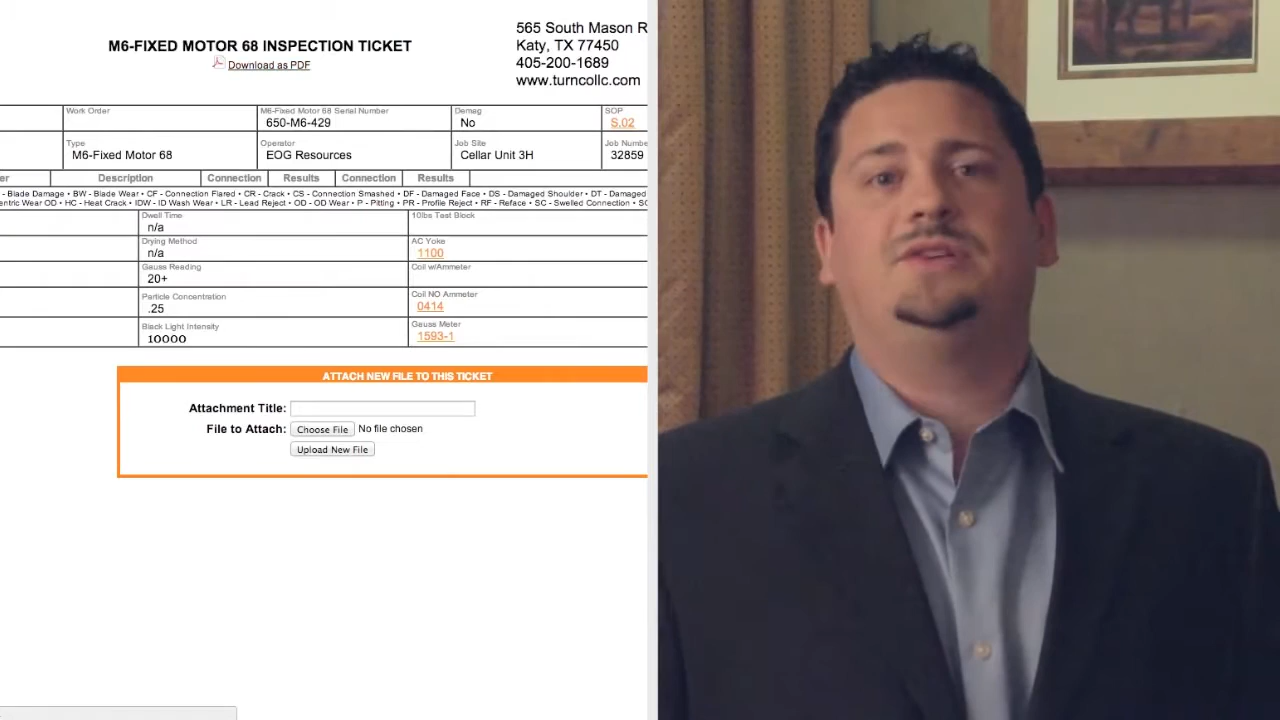 M6-FIXED MOTOR 68 INSPECTION TICKET
Download as PDF
565 South Mason R
Katy, TX 77450
405-200-1689
www.turncollc.com
Work Order
M6-Fixed Motor 68 Serial Number
Demag
SOP
650-M6-429
No
S.02
Type
Operator
Job Site
Job Numbe
M6-Fixed Motor 68
EOG Resources
Cellar Unit 3H
32859
er Description Connection Results Connection Results
- Blade Damage • BW - Blade Wear • CF - Connection Flared • CR - Crack • CS - Connection Smashed • DF - Damaged Face • DS - Damaged Shoulder • DT - Damaged
entric Wear OD • HC - Heat Crack • IDW - ID Wash Wear • LR - Lead Reject • OD - OD Wear • P - Pitting • PR - Profile Reject • RF - Reface • SC - Swelled Connection • SC
Dwell Time
10lbs Test Block
n/a
Drying Method
AC Yoke
n/a
1100
Gauss Reading
Coil w/Ammeter
20+
Particle Concentration
Coil NO Ammeter
.25
0414
Black Light Intensity
Gauss Meter
10000
1593-1
ATTACH NEW FILE TO THIS TICKET
Attachment Title:
File to Attach: Choose File No file chosen
Upload New File